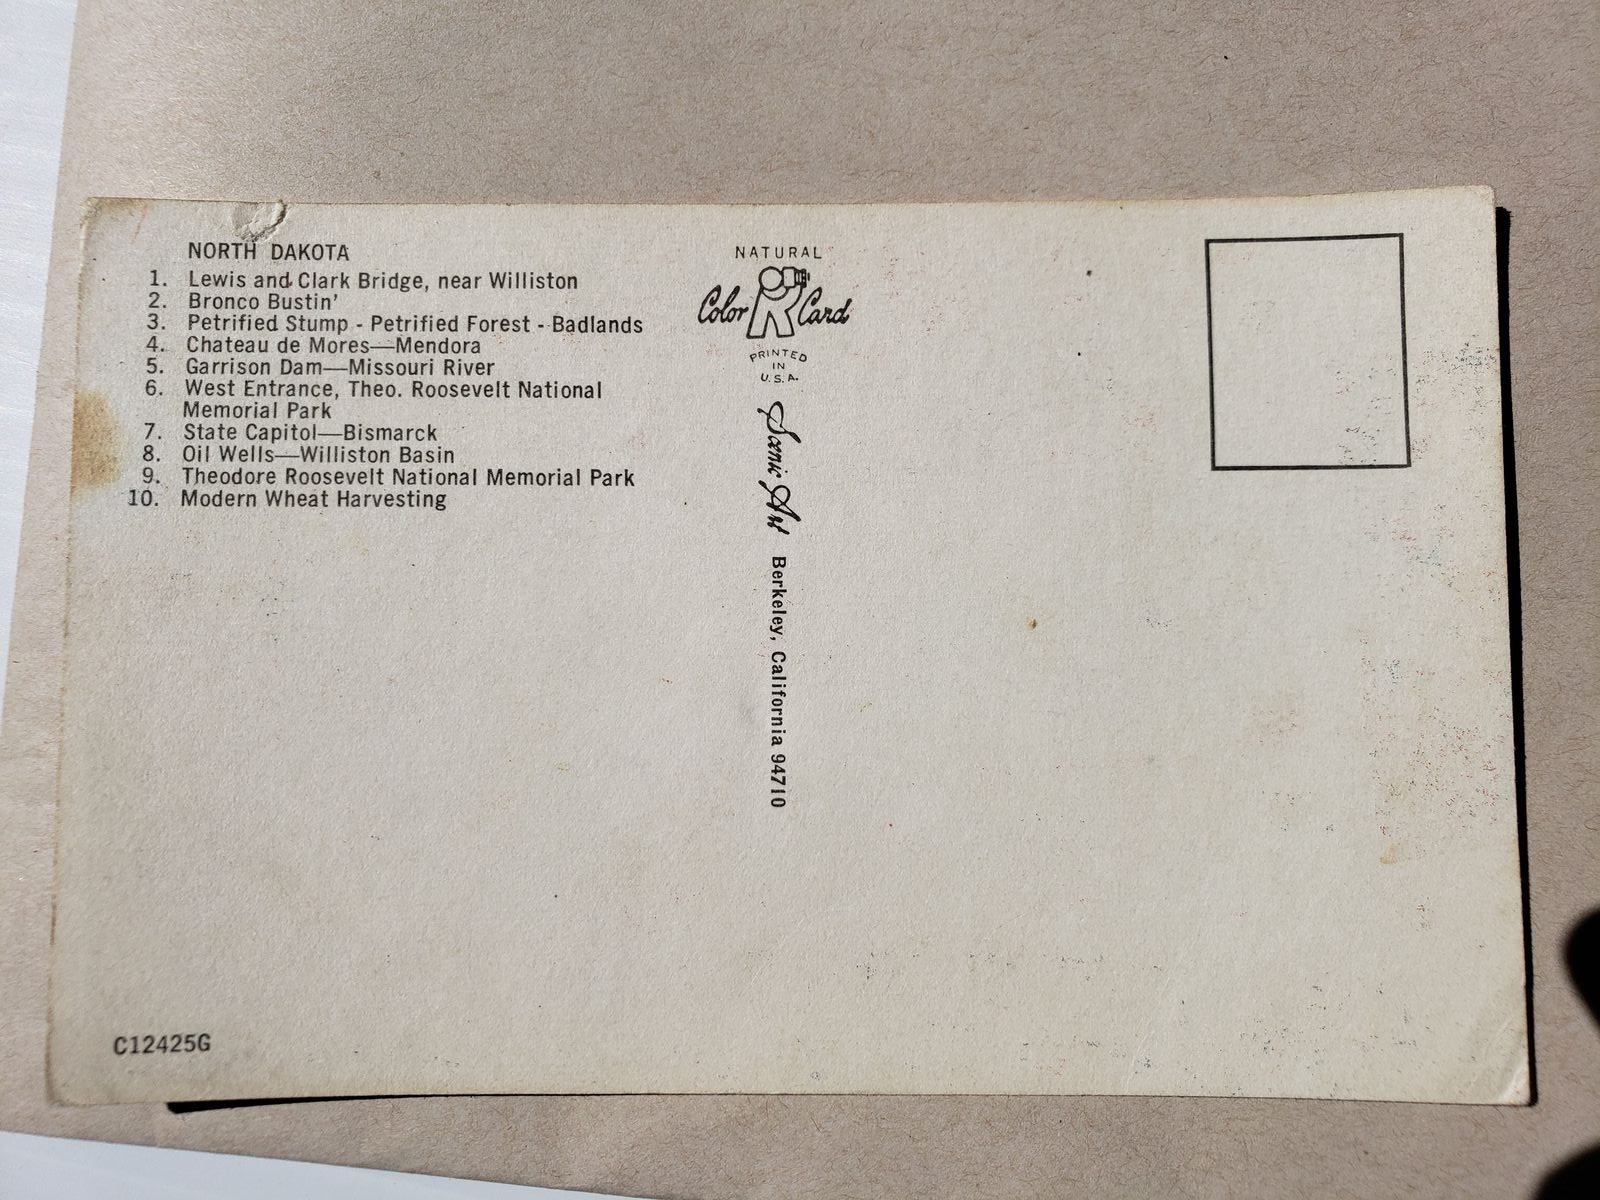 NORTH DAKOTA
1. Lewis and Clark Bridge, near Williston
2. Bronco Bustin'
3. Petrified Stump - Petrified Forest - Badlands
4. Chateau de Mores—Mendora
5. Garrison Dam—Missouri River
6. West Entrance, Theo. Roosevelt National
Memorial Park
7. State Capitol—Bismarck
8. Oil Wells—Williston Basin
9. Theodore Roosevelt National Memorial Park
10. Modern Wheat Harvesting
C12425G
NATURAL
Color Card
PRINTED
IN
U.S.A.
Scenic Art Berkeley, California 94710